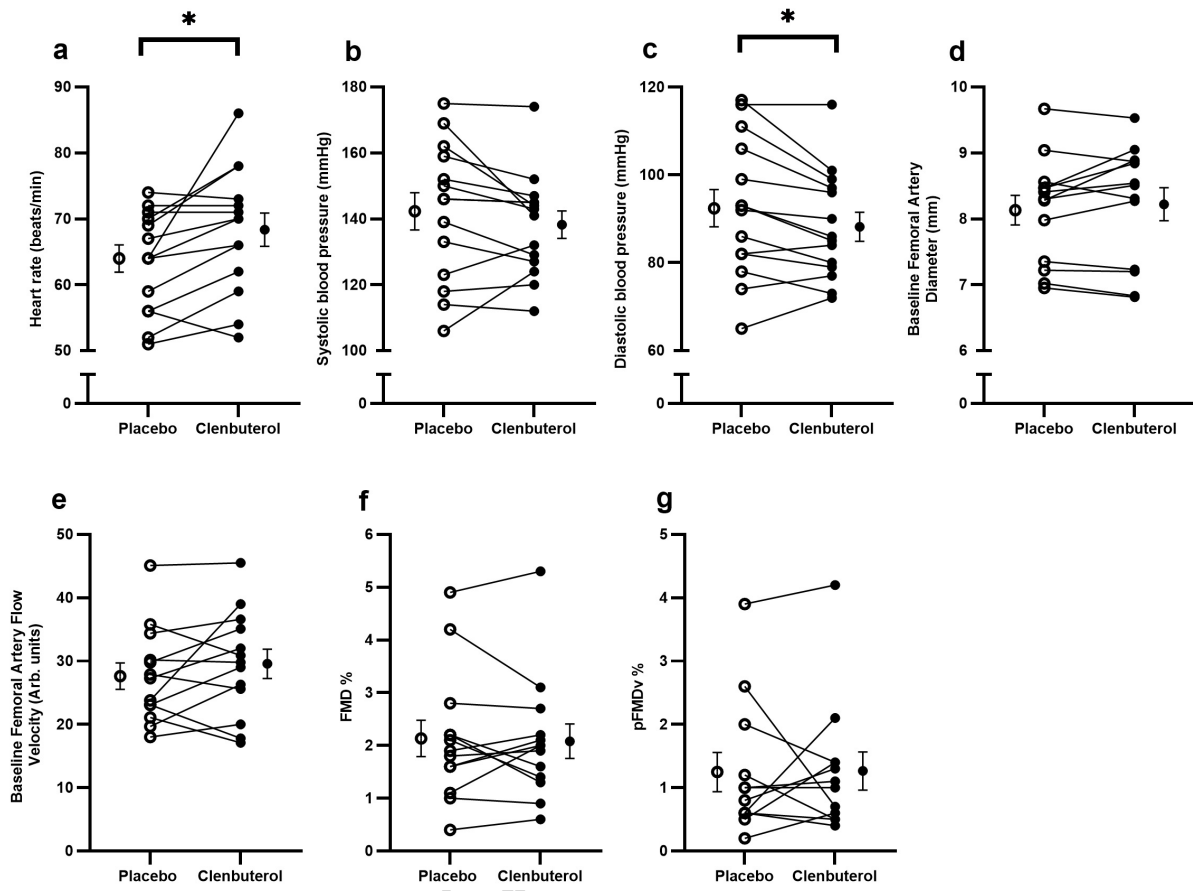 *
*
a
b
c
d
90
80
70
60
50
0
Heart rate (beats/min)
Placebo
Clenbuterol
180
160
140
120
100
0
Systolic blood pressure (mmHg)
Placebo
Clenbuterol
120
100
80
60
0
Diastolic blood pressure (mmHg)
Placebo
Clenbuterol
10
9
8
7
6
0
Baseline Femoral Artery
Diameter (mm)
Placebo
Clenbuterol
e
f
g
50
40
30
20
10
0
Baseline Femoral Artery Flow
Velocity (Arb. units)
Placebo
Clenbuterol
6
5
4
3
2
1
0
FMD %
Placebo
Clenbuterol
5
4
3
2
1
0
pFMDv %
Placebo
Clenbuterol